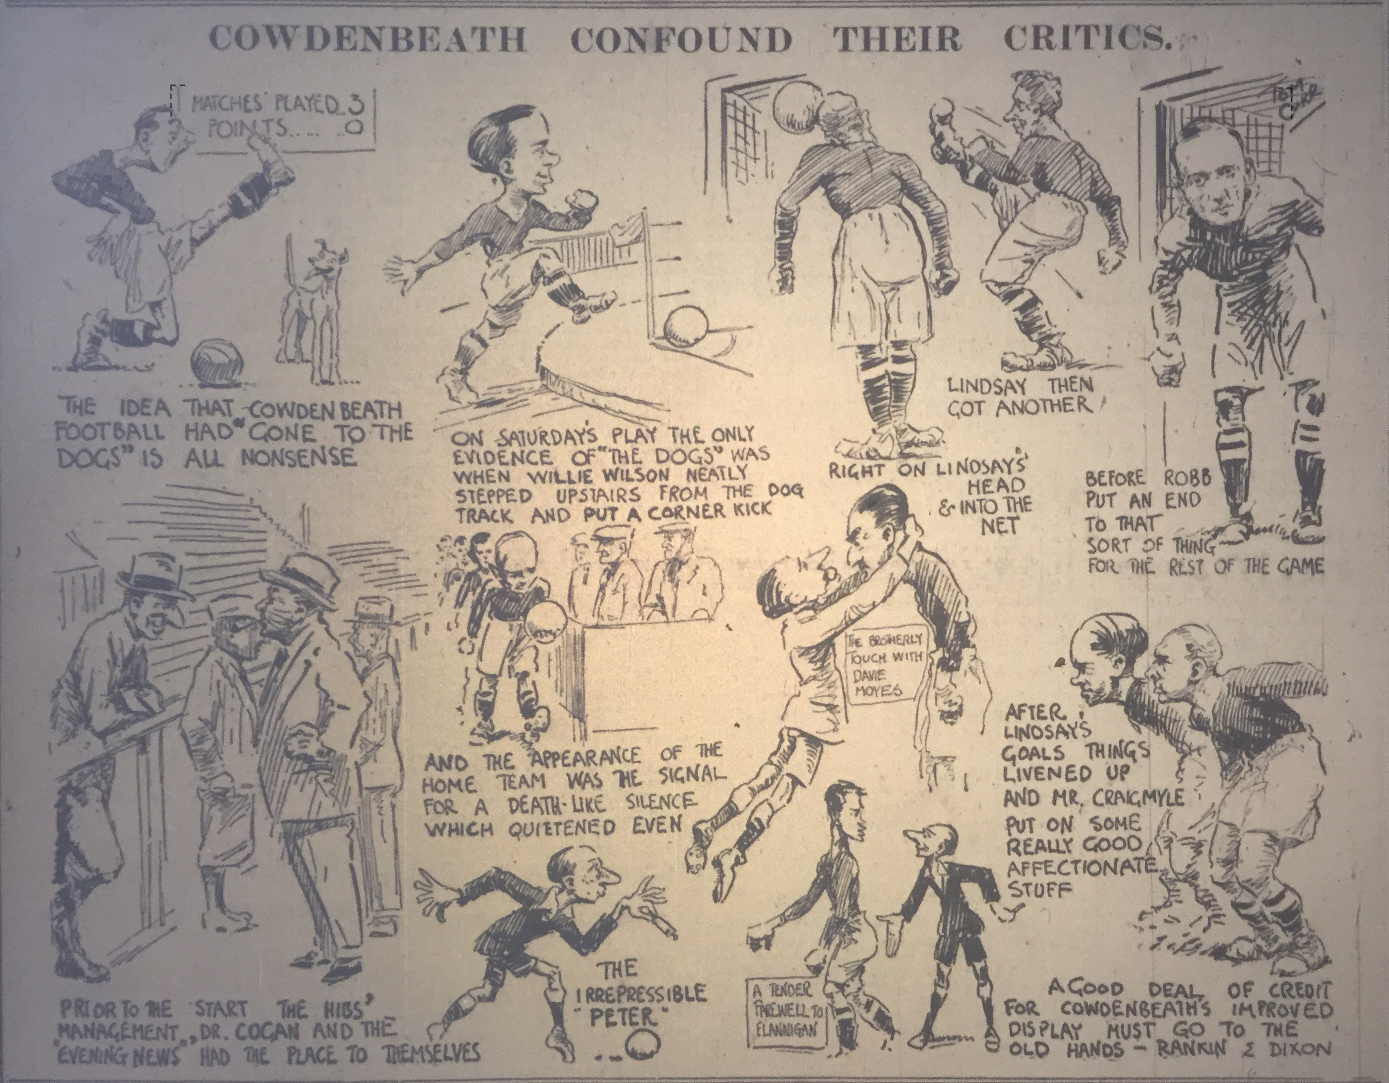 COWDENBEATH CONFOUND THEIR CRITICS.
MATCHES PLAYED..3
POINTS..... 0
THE IDEA THAT COWDENBEATH
FOOTBALL HAD "GONE TO THE
DOGS" IS ALL NONSENSE
ON SATURDAY'S PLAY THE ONLY
EVIDENCE OF "THE DOGS" WAS
WHEN WILLIE WILSON NEATLY
STEPPED UPSTAIRS FROM THE DOG
TRACK AND PUT A CORNER KICK
RIGHT ON LINDSAY'S
HEAD
& INTO THE
NET
LINDSAY THEN
GOT ANOTHER
BEFORE ROBB
PUT AN END
TO THAT
SORT OF THING
FOR THE REST OF THE GAME
PRIOR TO THE START THE HIBS'
MANAGEMENT, DR. COGAN AND THE
"EVENING NEWS" HAD THE PLACE TO THEMSELVES
AND THE APPEARANCE OF THE
HOME TEAM WAS THE SIGNAL
FOR A DEATH-LIKE SILENCE
WHICH QUIETENED EVEN
THE
IRREPRESSIBLE
"PETER"
THE BROTHERLY
TOUCH WITH
DAVIE
MOYES
A TENDER
FAREWELL TO
FLANNIGAN
AFTER
LINDSAY'S
GOALS THINGS
LIVENED UP
AND MR. CRAIGMYLE
PUT ON SOME
REALLY GOOD
AFFECTIONATE
STUFF
A GOOD DEAL OF CREDIT
FOR COWDENBEATH'S IMPROVED
DISPLAY MUST GO TO THE
OLD HANDS - RANKIN & DIXON